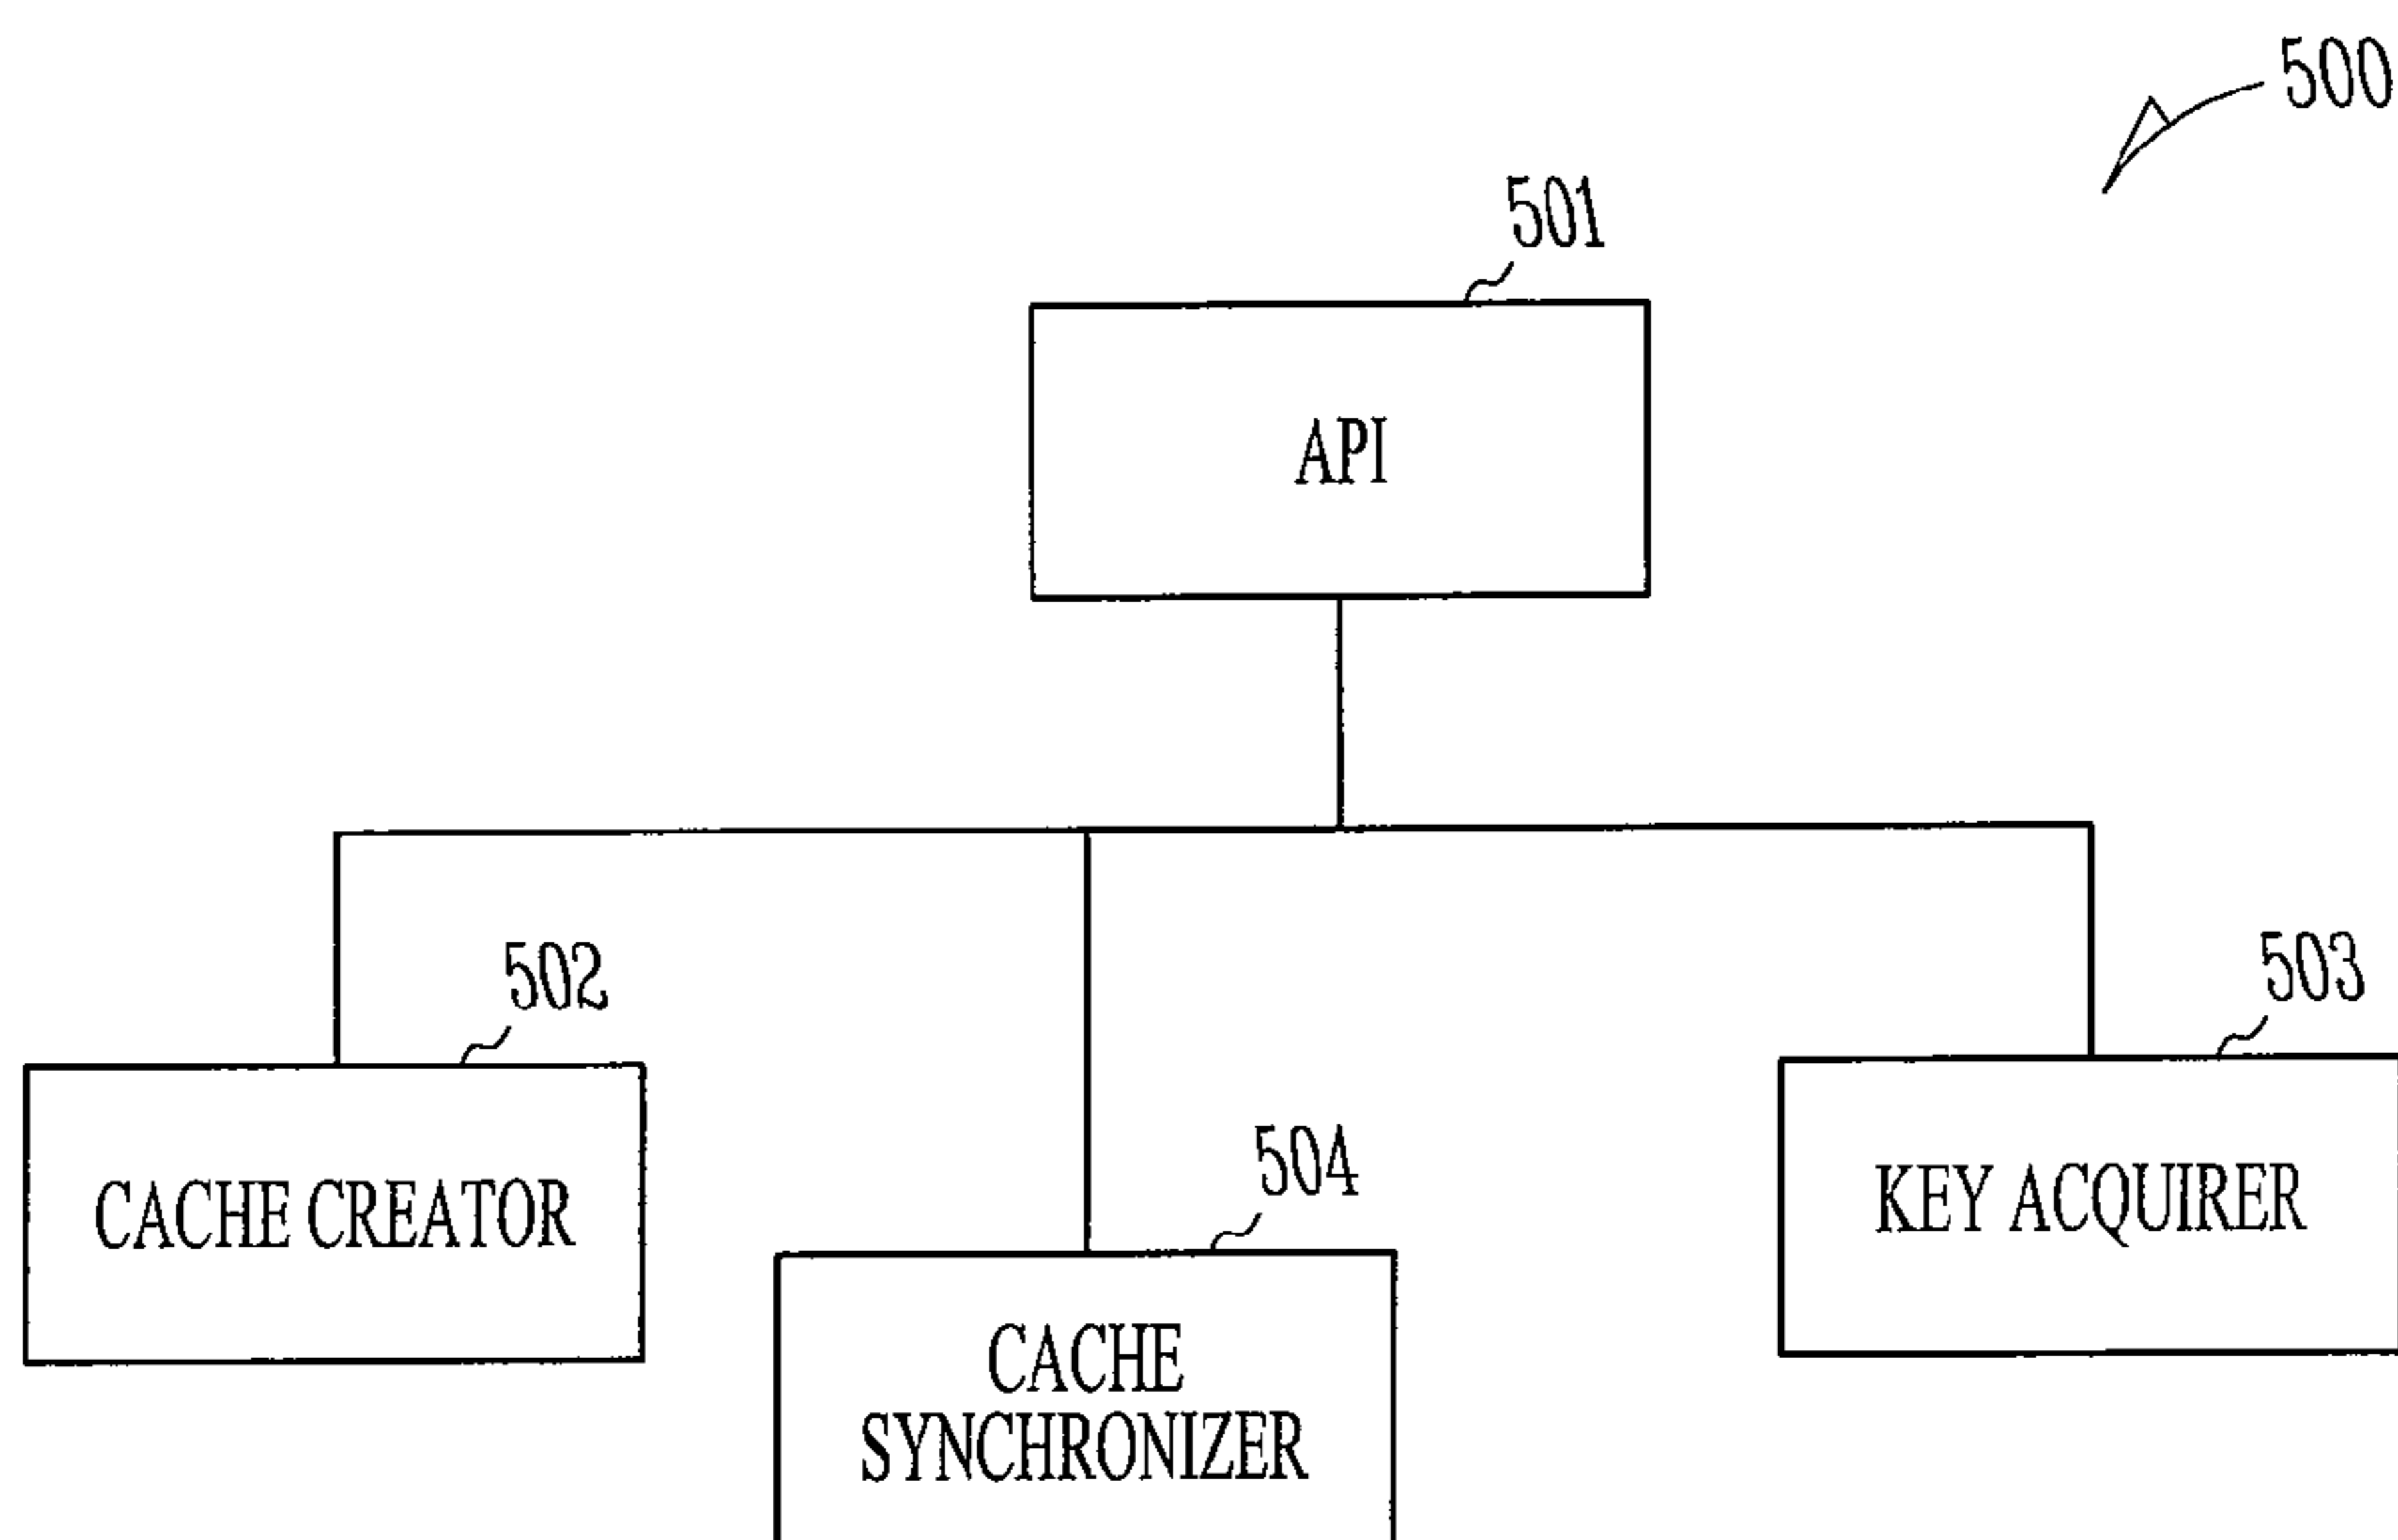 500
501
API
502
503
504
CACHE CREATOR
KEY ACQUIRER
CACHE
SYNCHRONIZER